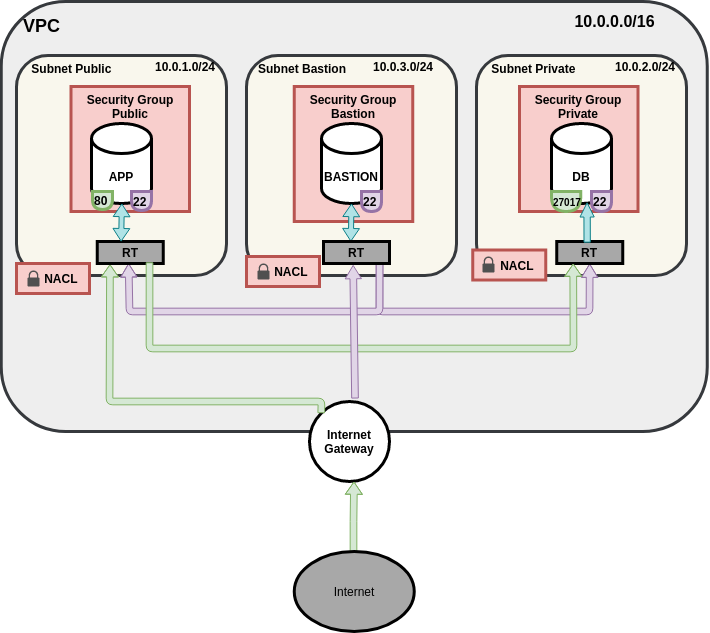 VPC
10.0.0.0/16
Subnet Public
10.0.1.0/24
Security Group
Public
APP
80
22
RT
NACL
Subnet Bastion
10.0.3.0/24
Security Group
Bastion
BASTION
22
RT
NACL
Subnet Private
10.0.2.0/24
Security Group
Private
DB
27017
22
RT
NACL
Internet
Gateway
Internet